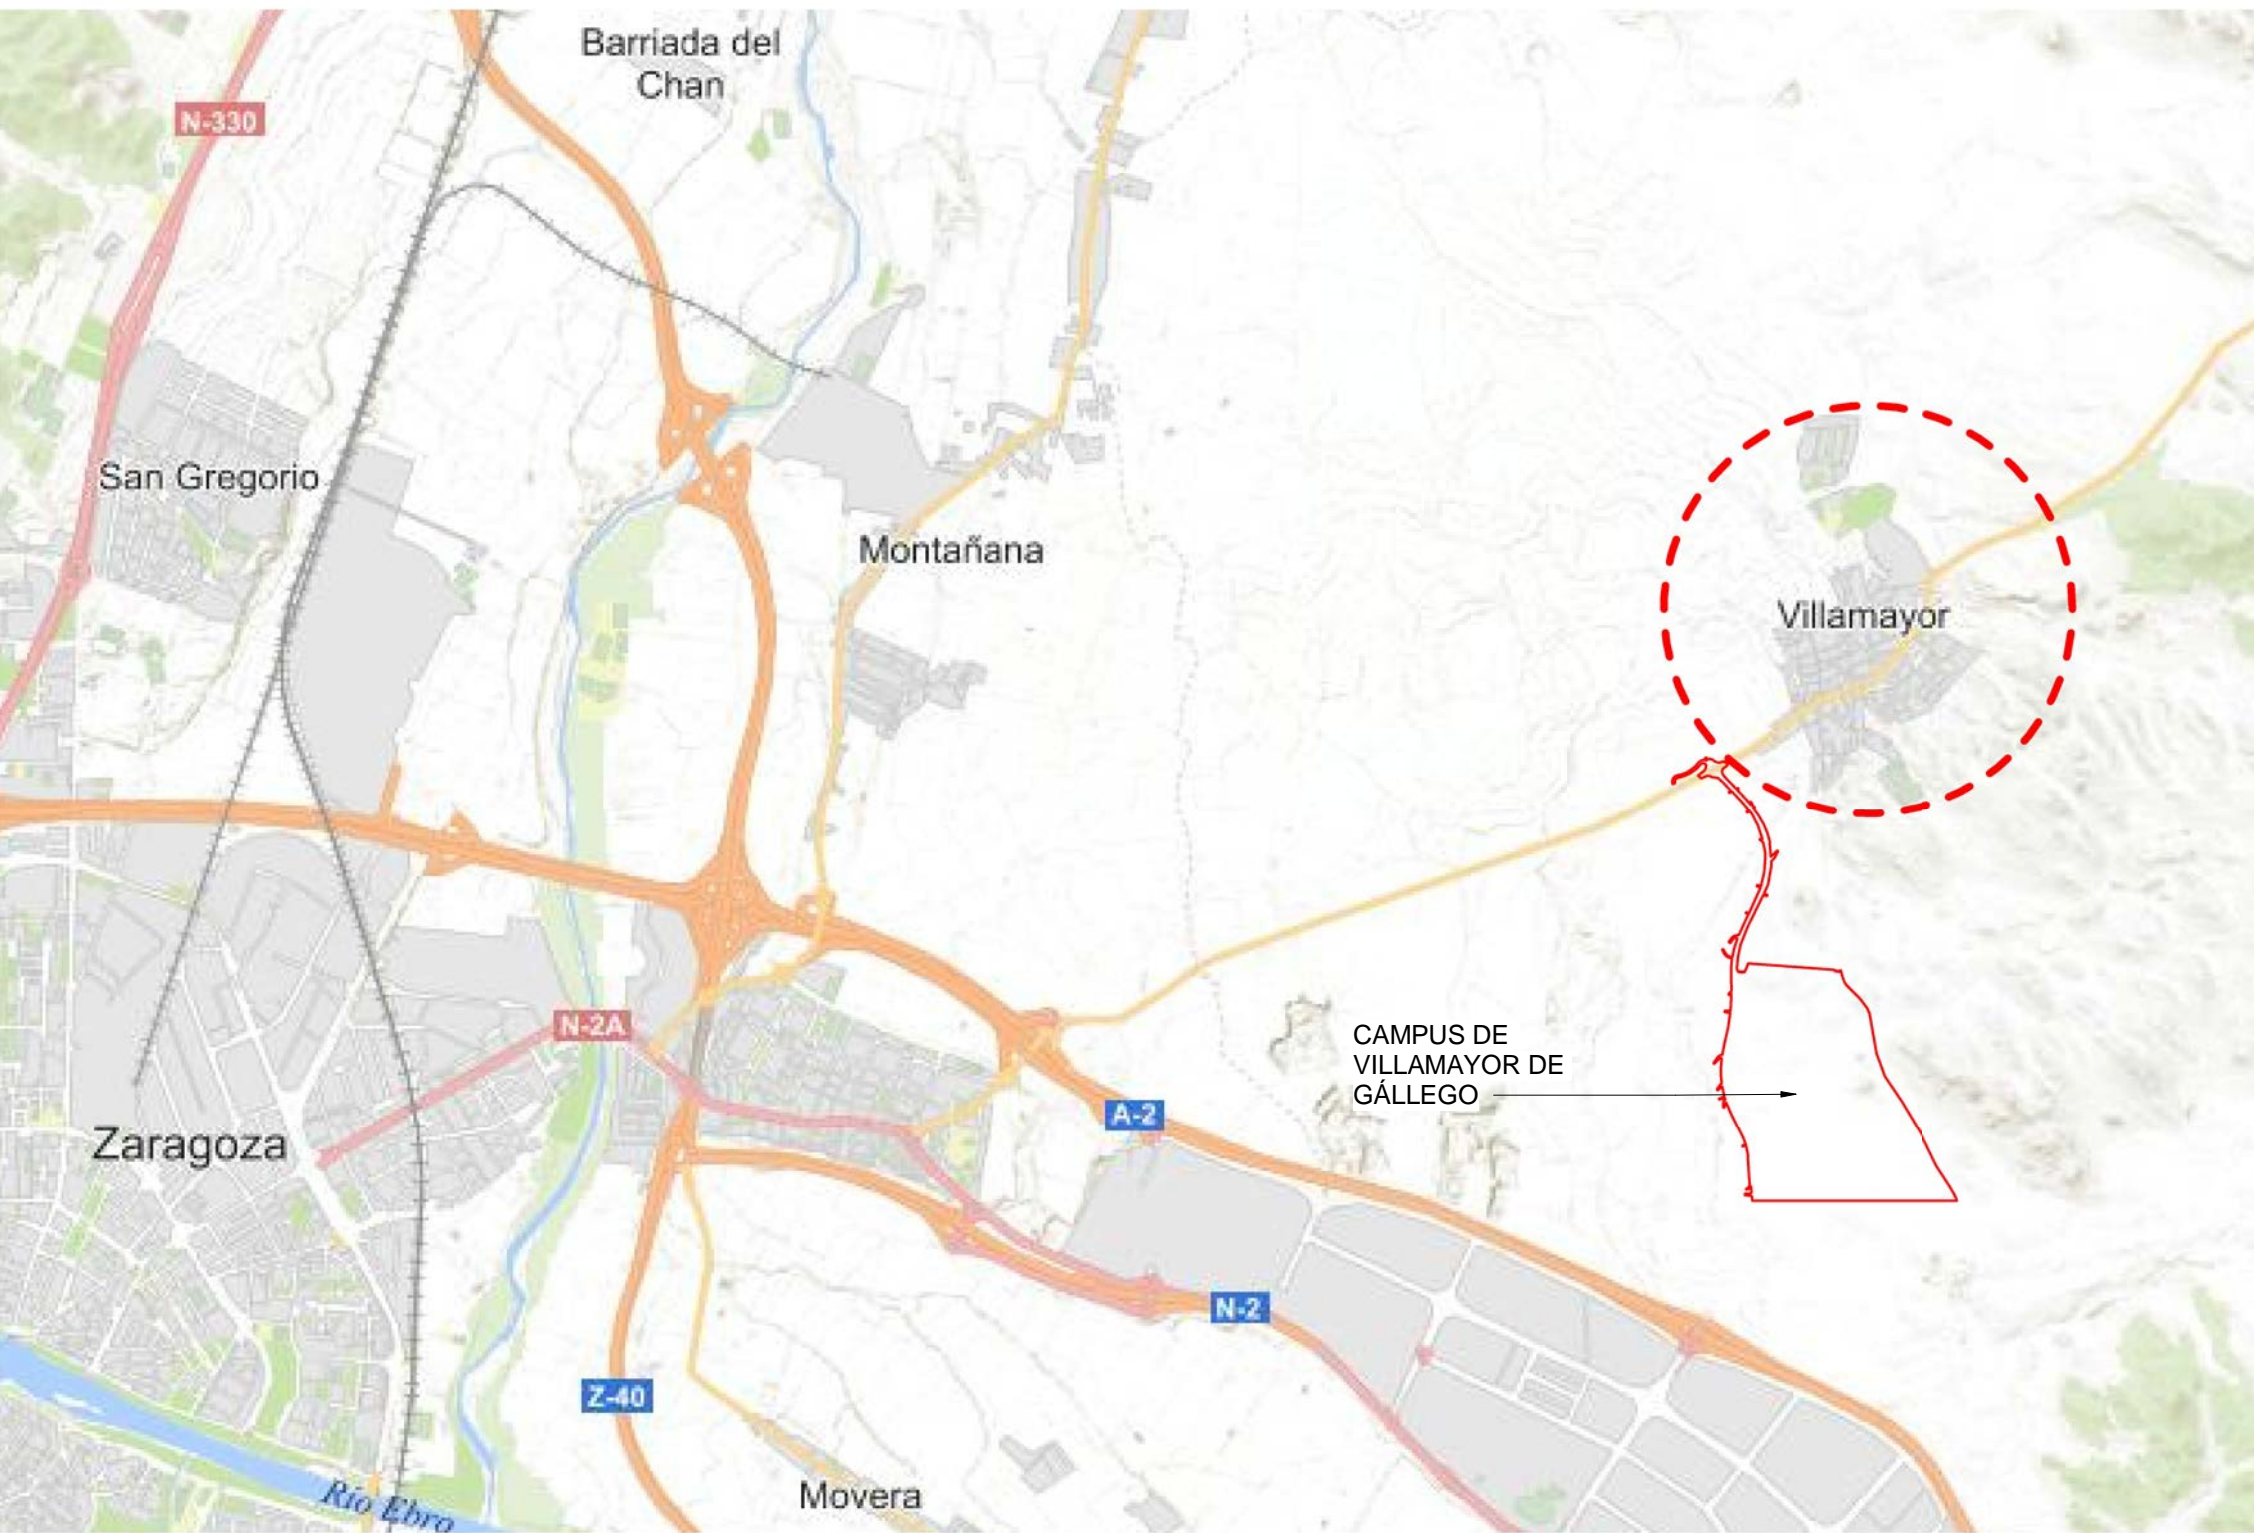 Barriada del
Chan
N-330
San Gregorio
Montañana
Villamayor
N-2A
CAMPUS DE
VILLAMAYOR DE
GÁLLEGO
A-2
Zaragoza
N-2
Z-40
Río Ebro
Movera